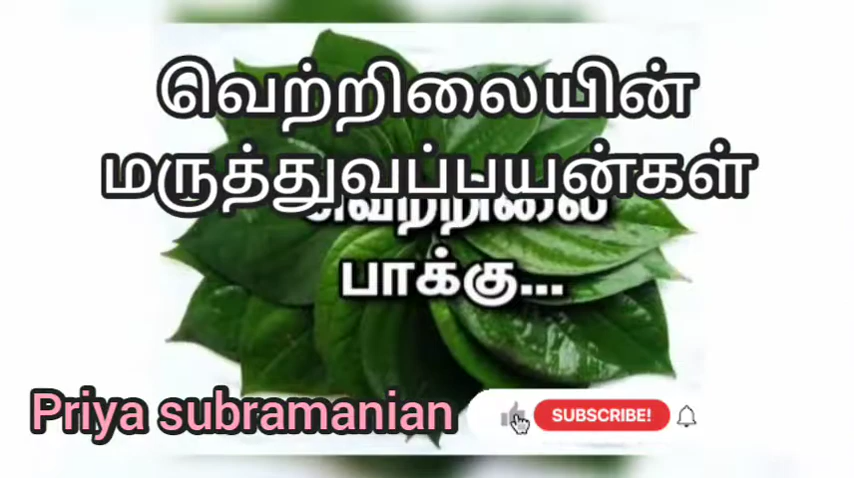 வெற்றிலையின்
மருத்துவப்பயன்கள்
வெற்றிலை
பாக்கு...
Priya subramanian
SUBSCRIBE!